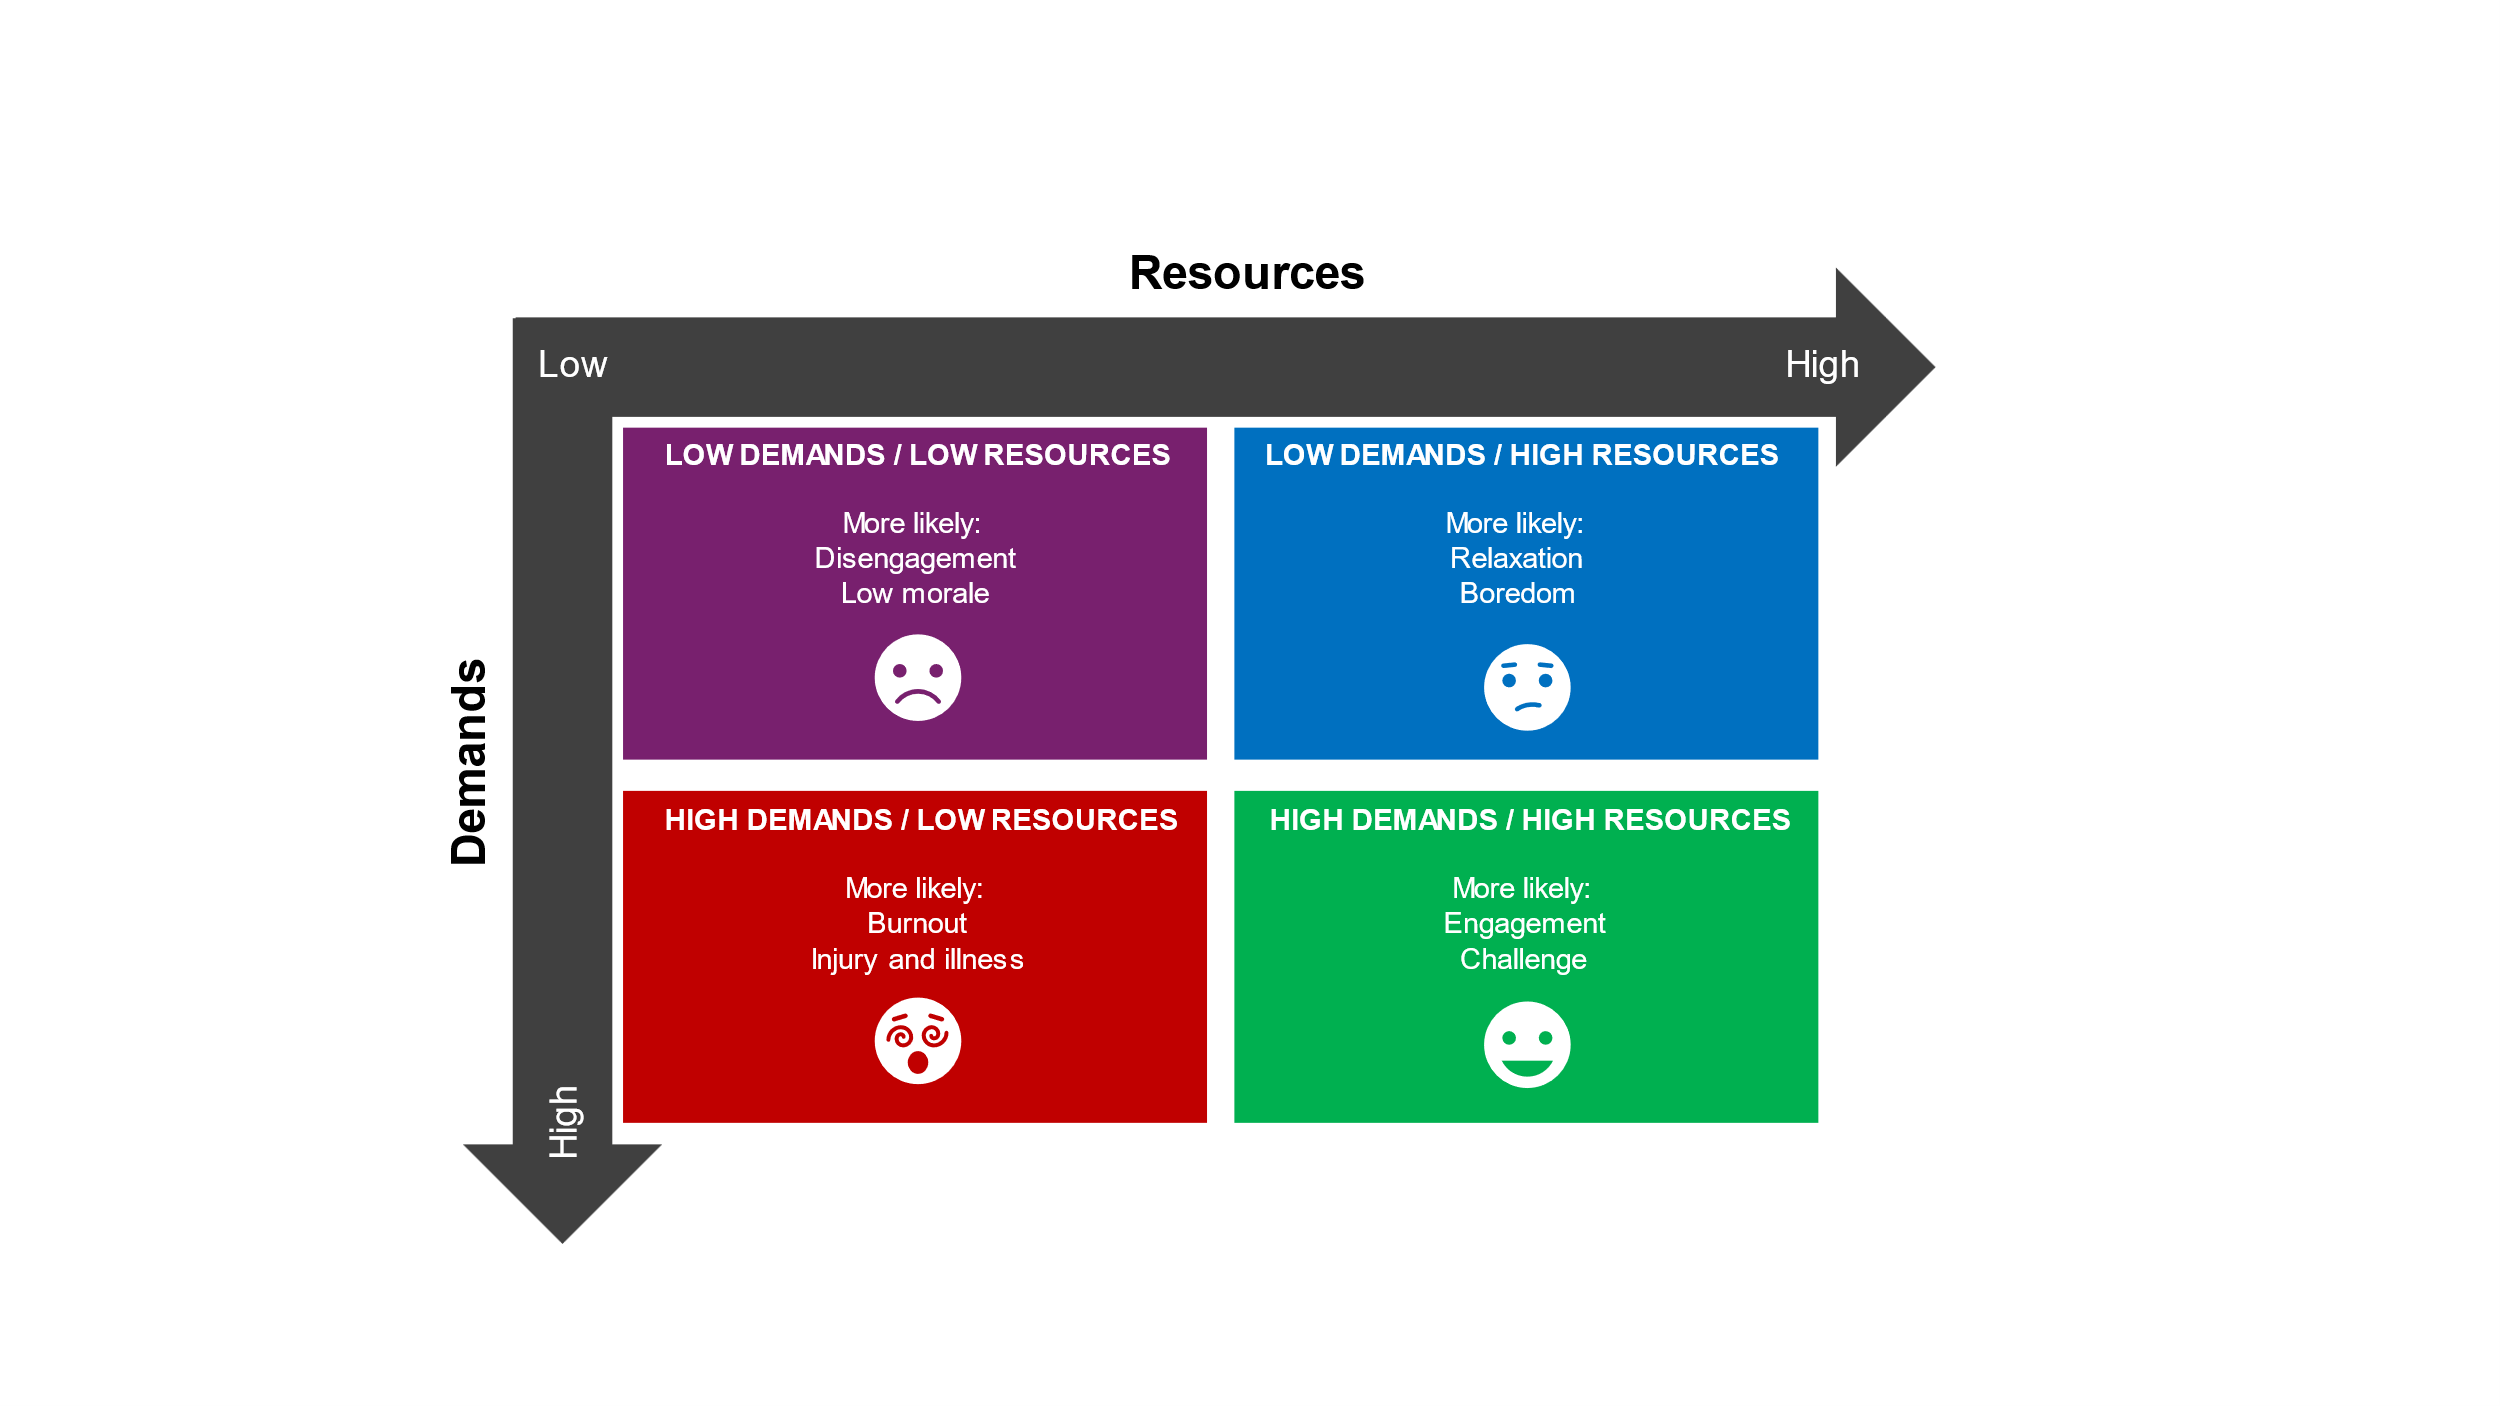 Resources
Low
High
LOW DEMANDS / LOW RESOURCES
More likely:
Disengagement
Low morale
LOW DEMANDS / HIGH RESOURCES
More likely:
Relaxation
Boredom
Demands
HIGH DEMANDS / LOW RESOURCES
More likely:
Burnout
Injury and illness
HIGH DEMANDS / HIGH RESOURCES
More likely:
Engagement
Challenge
High